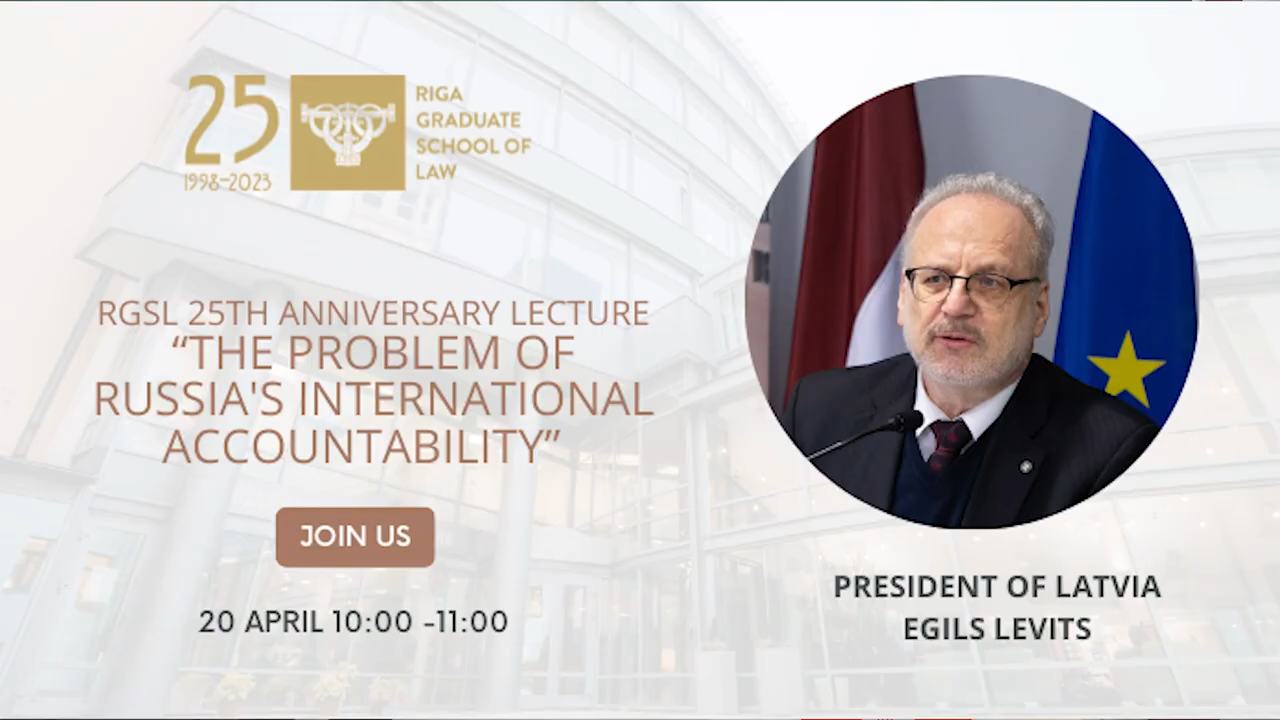 25
1998-2023
RIGA
GRADUATE
SCHOOL OF
LAW
RGSL 25TH ANNIVERSARY LECTURE
“THE PROBLEM OF
RUSSIA'S INTERNATIONAL
ACCOUNTABILITY”
JOIN US
20 APRIL 10:00 -11:00
PRESIDENT OF LATVIA
EGILS LEVITS